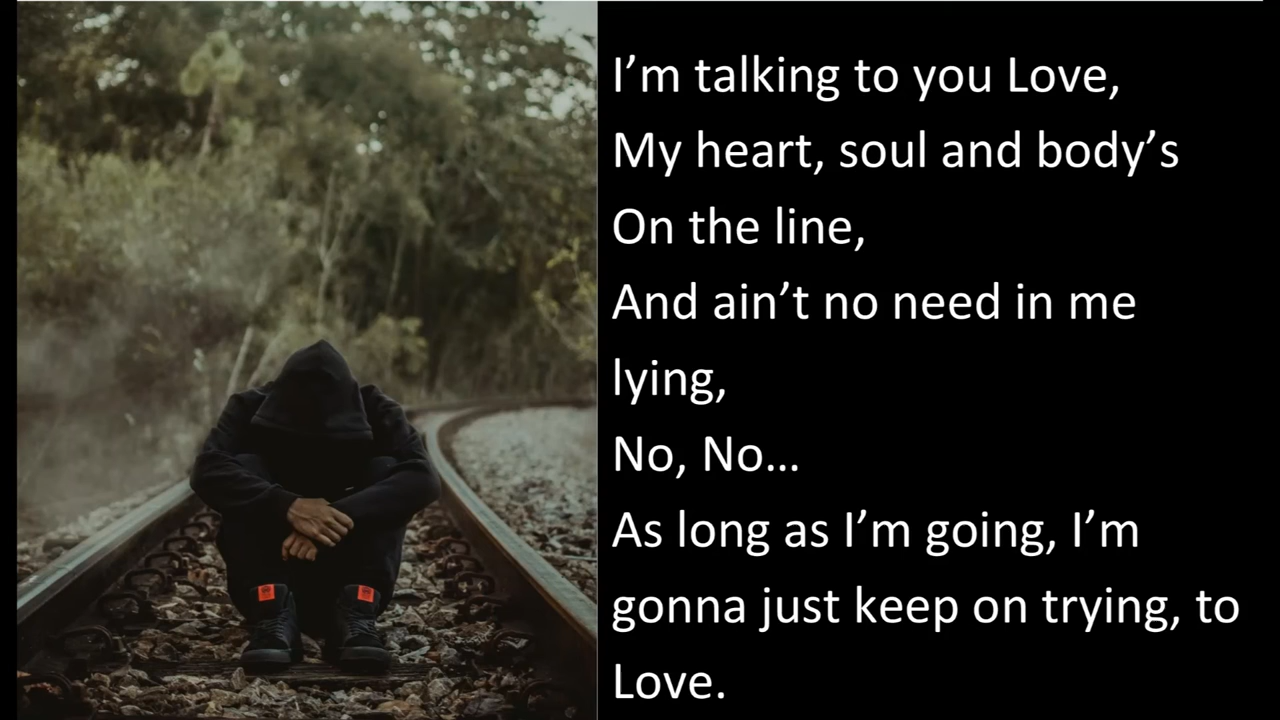 I’m talking to you Love,
My heart, soul and body’s
On the line,
And ain’t no need in me
lying,
No, No…
As long as I’m going, I’m
gonna just keep on trying, to
Love.